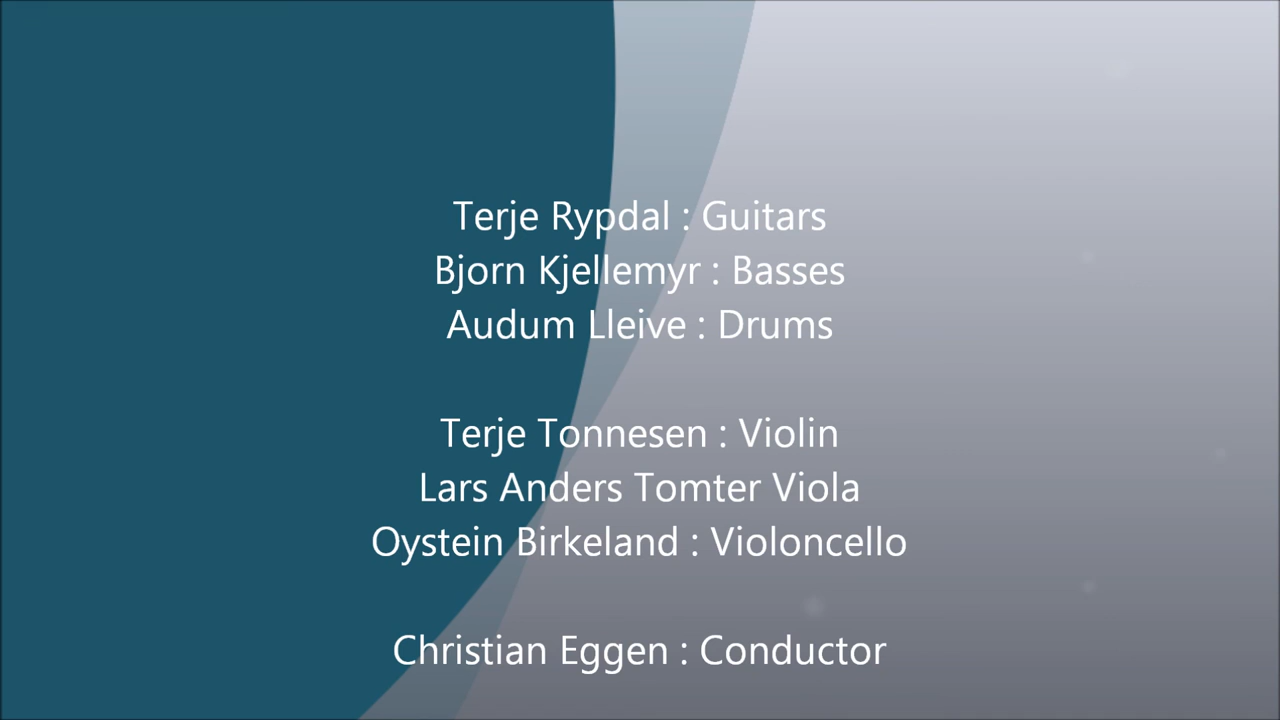 Terje Rypdal : Guitars
Bjorn Kjellemyr : Basses
Audum Lleive : Drums
Terje Tonnesen : Violin
Lars Anders Tomter Viola
Oystein Birkeland : Violoncello
Christian Eggen : Conductor